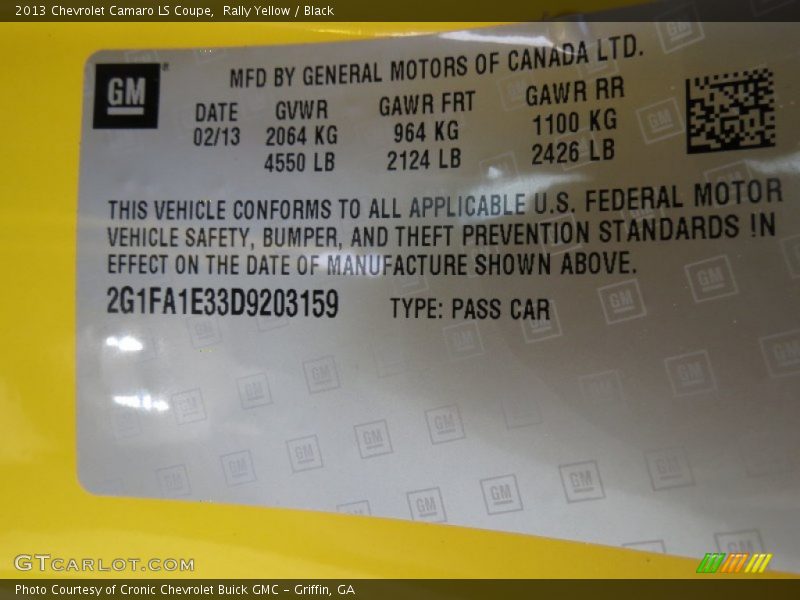 2013 Chevrolet Camaro LS Coupe,  Rally Yellow / Black
GM
®
MFD BY GENERAL MOTORS OF CANADA LTD.
DATE GVWR GAWR FRT GAWR RR
02/13 2064 KG 964 KG 1100 KG
4550 LB 2124 LB 2426 LB
THIS VEHICLE CONFORMS TO ALL APPLICABLE U.S. FEDERAL MOTOR
VEHICLE SAFETY, BUMPER, AND THEFT PREVENTION STANDARDS IN
EFFECT ON THE DATE OF MANUFACTURE SHOWN ABOVE.
2G1FA1E33D9203159 TYPE: PASS CAR
GTCARLOT.COM
Photo Courtesy of Cronic Chevrolet Buick GMC – Griffin, GA